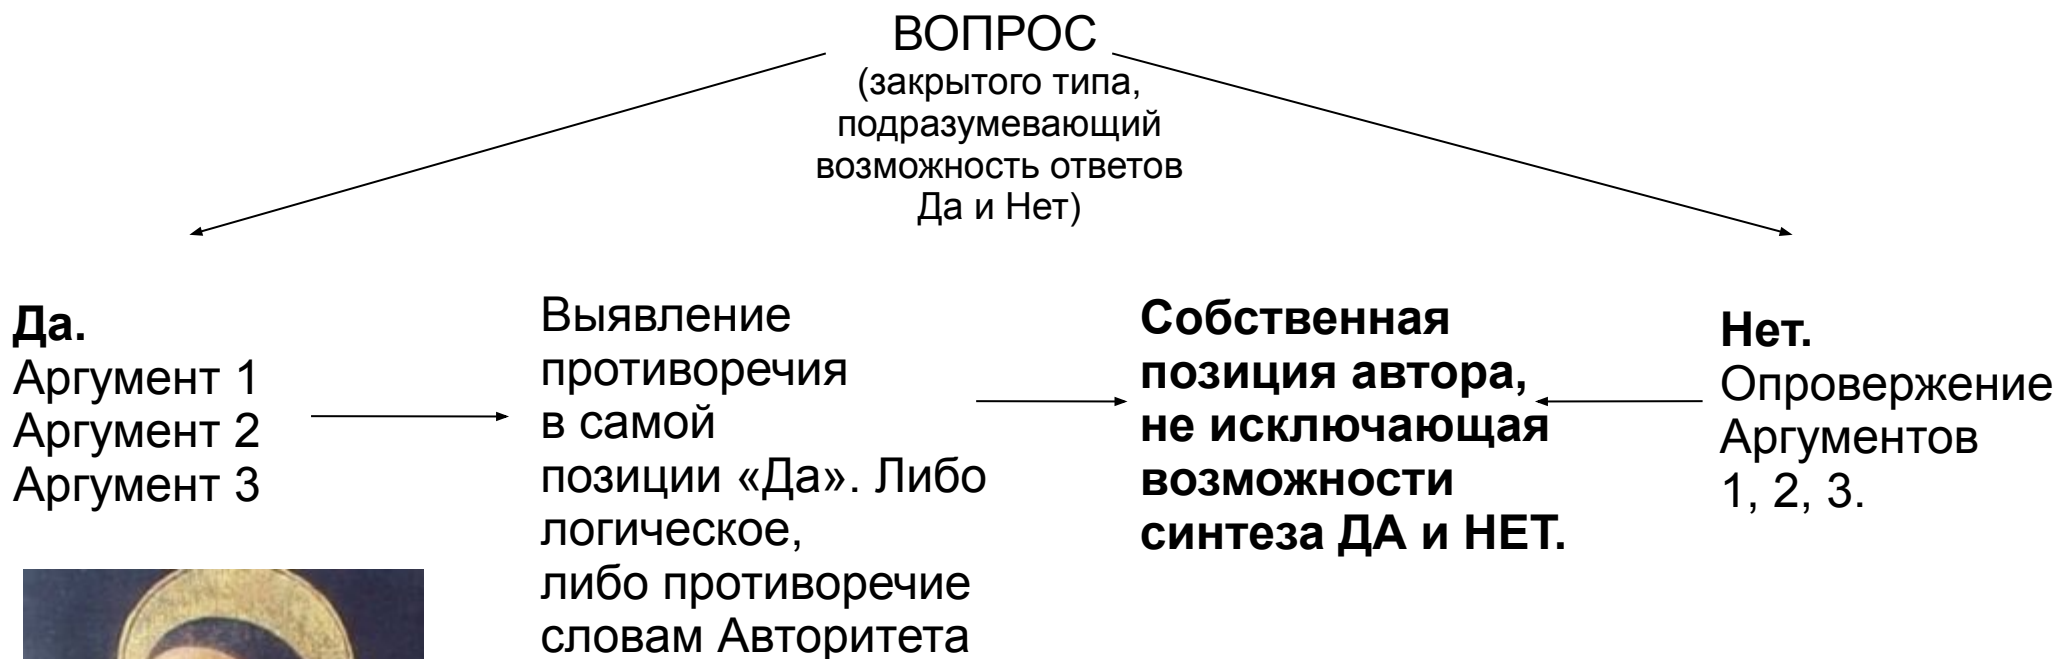 ВОПРОС
(закрытого типа,
подразумевающий
возможность ответов
Да и Нет)
Да.
Аргумент 1
Аргумент 2
Аргумент 3
Выявление
противоречия
в самой
позиции «Да». Либо
логическое,
либо противоречие
словам Авторитета
Собственная
позиция автора,
не исключающая
возможности
синтеза ДА и НЕТ.
Нет.
Опровержение
Аргументов
1, 2, 3.